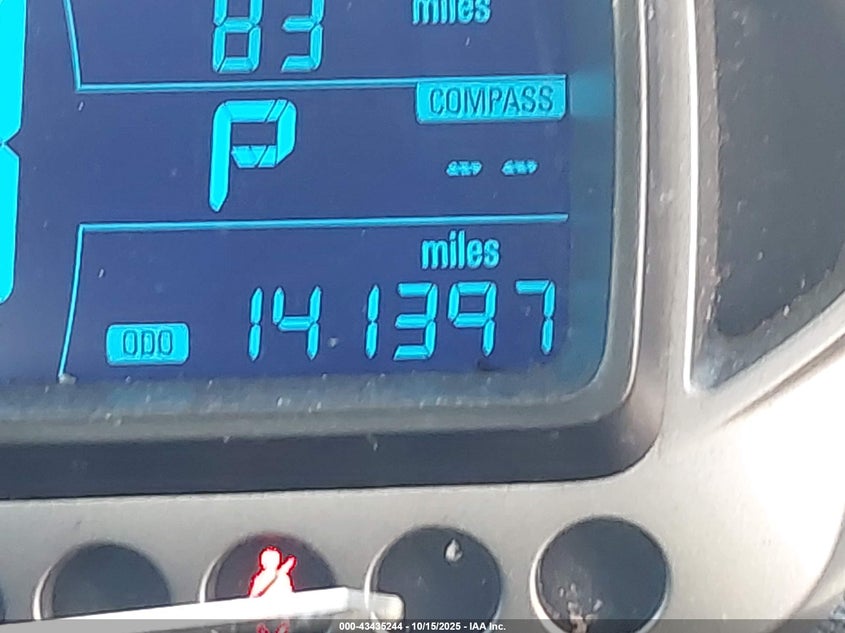 83 miles
COMPASS
P
-- --
miles
ODO 141397
000-43435244 - 10/15/2025 - IAA Inc.